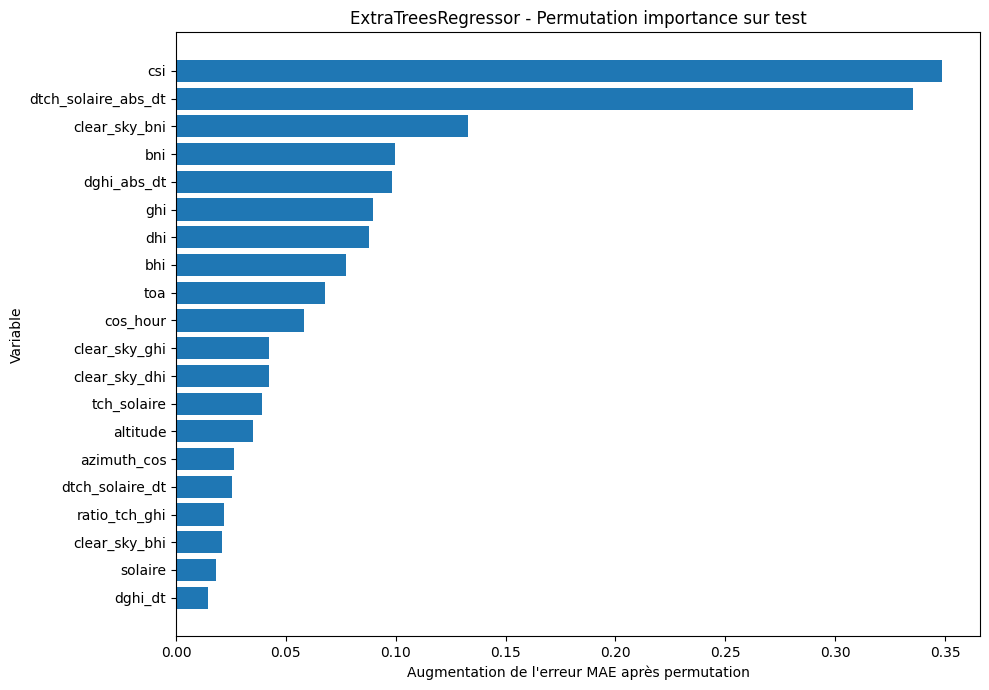 ExtraTreesRegressor - Permutation importance sur test
csi
dtch_solaire_abs_dt
clear_sky_bni
bni
dghi_abs_dt
ghi
dhi
bhi
toa
cos_hour
clear_sky_ghi
clear_sky_dhi
tch_solaire
altitude
azimuth_cos
dtch_solaire_dt
ratio_tch_ghi
clear_sky_bhi
solaire
dghi_dt
Variable
0.00 0.05 0.10 0.15 0.20 0.25 0.30 0.35
Augmentation de l'erreur MAE après permutation